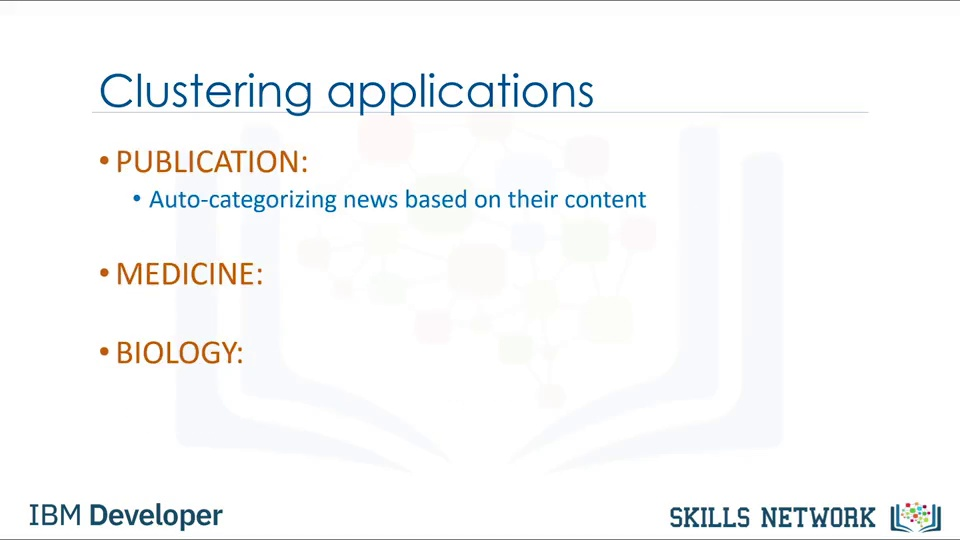 Clustering applications
• PUBLICATION:
• Auto-categorizing news based on their content
• MEDICINE:
• BIOLOGY:
IBM Developer
SKILLS NETWORK